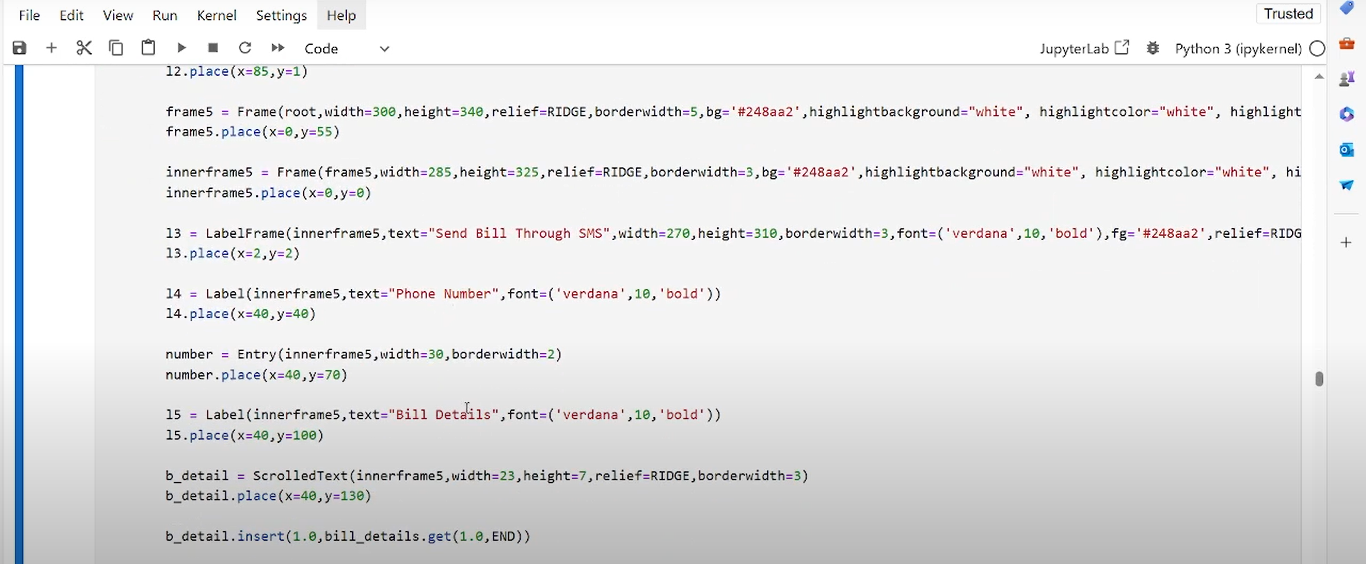 File Edit View Run Kernel Settings Help Trusted
Code JupyterLab Python 3 (ipykernel)
l2.place(x=85,y=1)
frame5 = Frame(root,width=300,height=340,relief=RIDGE,borderwidth=5,bg='#248aa2',highlightbackground="white", highlightcolor="white", highlight
frame5.place(x=0,y=55)
innerframe5 = Frame(frame5,width=285,height=325,relief=RIDGE,borderwidth=3,bg='#248aa2',highlightbackground="white", highlightcolor="white", hi
innerframe5.place(x=0,y=0)
l3 = LabelFrame(innerframe5,text="Send Bill Through SMS",width=270,height=310,borderwidth=3,font=('verdana',10,'bold'),fg='#248aa2',relief=RIDG
l3.place(x=2,y=2)
l4 = Label(innerframe5,text="Phone Number",font=('verdana',10,'bold'))
l4.place(x=40,y=40)
number = Entry(innerframe5,width=30,borderwidth=2)
number.place(x=40,y=70)
l5 = Label(innerframe5,text="Bill Details",font=('verdana',10,'bold'))
l5.place(x=40,y=100)
b_detail = ScrolledText(innerframe5,width=23,height=7,relief=RIDGE,borderwidth=3)
b_detail.place(x=40,y=130)
b_detail.insert(1.0,bill_details.get(1.0,END))